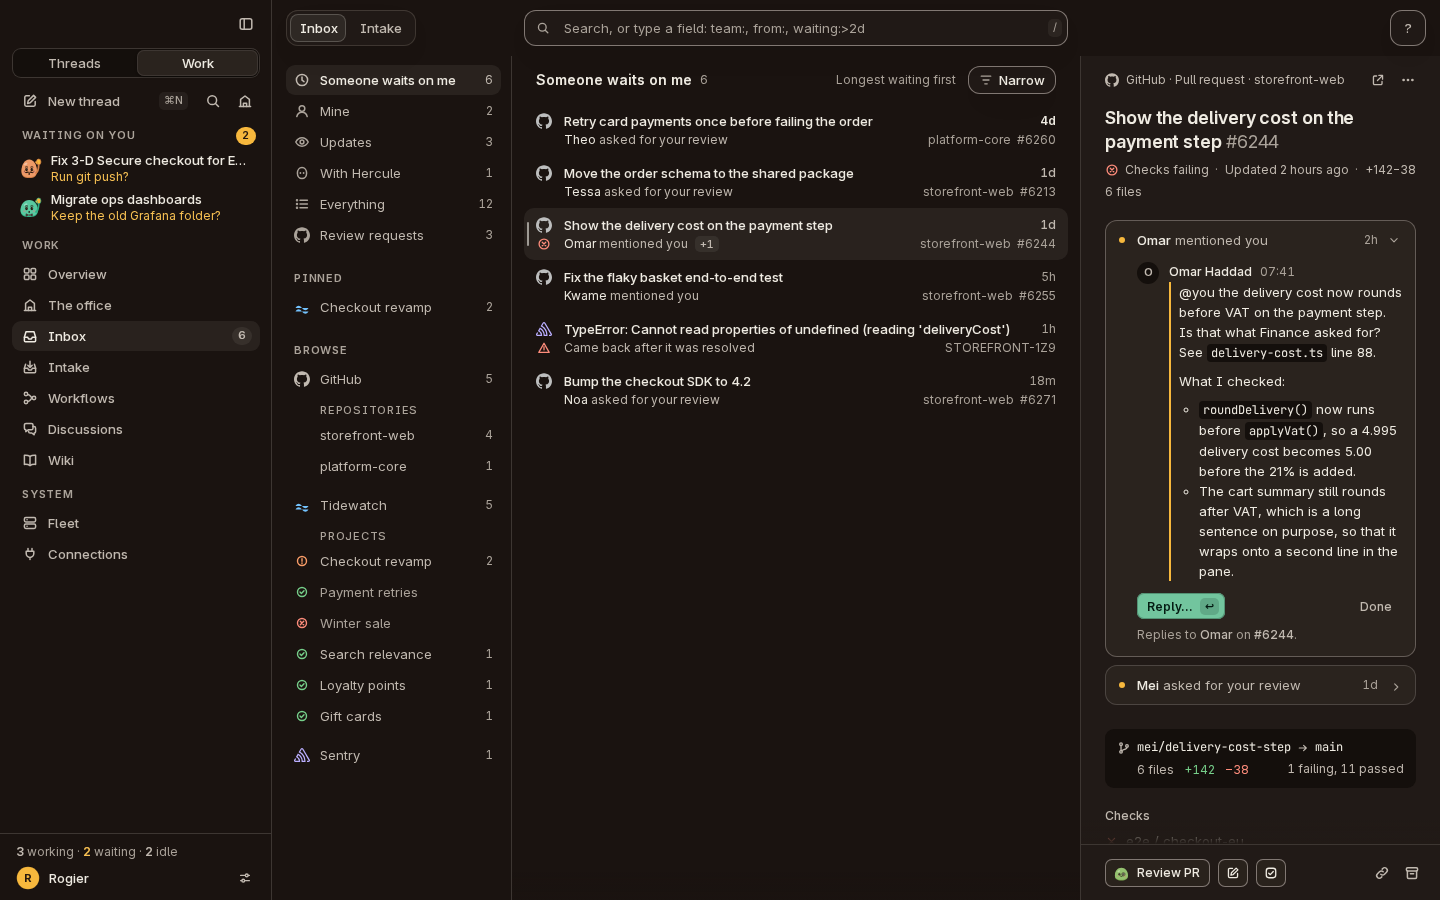 Threads
Work
New thread
⌘N
WAITING ON YOU
2
Fix 3-D Secure checkout for E…
Run git push?
Migrate ops dashboards
Keep the old Grafana folder?
WORK
Overview
The office
Inbox 6
Intake
Workflows
Discussions
Wiki
SYSTEM
Fleet
Connections
3 working · 2 waiting · 2 idle
R Rogier
Inbox
Intake
Search, or type a field: team:, from:, waiting:>2d
/
?
Someone waits on me 6
Mine 2
Updates 3
With Hercule 1
Everything 12
Review requests 3
PINNED
Checkout revamp 2
BROWSE
GitHub 5
REPOSITORIES
storefront-web 4
platform-core 1
Tidewatch 5
PROJECTS
Checkout revamp 2
Payment retries
Winter sale
Search relevance 1
Loyalty points 1
Gift cards 1
Sentry 1
Someone waits on me 6
Longest waiting first
Narrow
Retry card payments once before failing the order 4d
Theo asked for your review platform-core #6260
Move the order schema to the shared package 1d
Tessa asked for your review storefront-web #6213
Show the delivery cost on the payment step 1d
Omar mentioned you +1 storefront-web #6244
Fix the flaky basket end-to-end test 5h
Kwame mentioned you storefront-web #6255
TypeError: Cannot read properties of undefined (reading 'deliveryCost') 1h
Came back after it was resolved STOREFRONT-1Z9
Bump the checkout SDK to 4.2 18m
Noa asked for your review storefront-web #6271
GitHub · Pull request · storefront-web
Show the delivery cost on the
payment step #6244
Checks failing · Updated 2 hours ago · +142−38
6 files
Omar mentioned you 2h
O Omar Haddad 07:41
@you the delivery cost now rounds
before VAT on the payment step.
Is that what Finance asked for?
See delivery-cost.ts line 88.
What I checked:
roundDelivery() now runs
before applyVat(), so a 4.995
delivery cost becomes 5.00
before the 21% is added.
The cart summary still rounds
after VAT, which is a long
sentence on purpose, so that it
wraps onto a second line in the
pane.
Reply… ↩
Done
Replies to Omar on #6244.
Mei asked for your review 1d
mei/delivery-cost-step → main
6 files +142 −38 1 failing, 11 passed
Checks
e2e / checkout-eu
Review PR